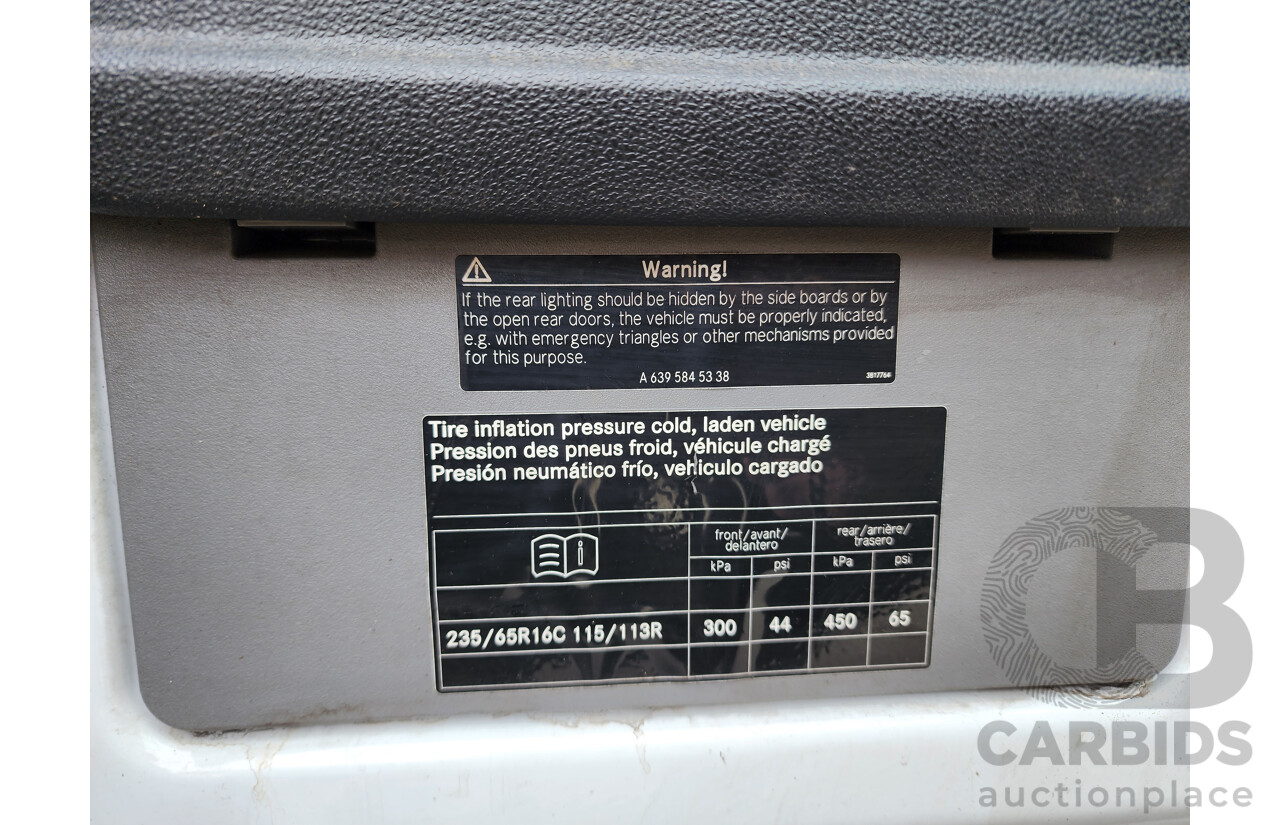 Warning!
If the rear lighting should be hidden by the side boards or by
the open rear doors, the vehicle must be properly indicated,
e.g. with emergency triangles or other mechanisms provided
for this purpose.
A 639 584 53 38
3817764
Tire inflation pressure cold, laden vehicle
Pression des pneus froid, véhicule chargé
Presión neumático frío, vehiculo cargado
front/avant/
delantero
rear/arrière/
trasero
kPa psi kPa psi
235/65R16C 115/113R 300 44 450 65
CB
CARBIDS
auctionplace